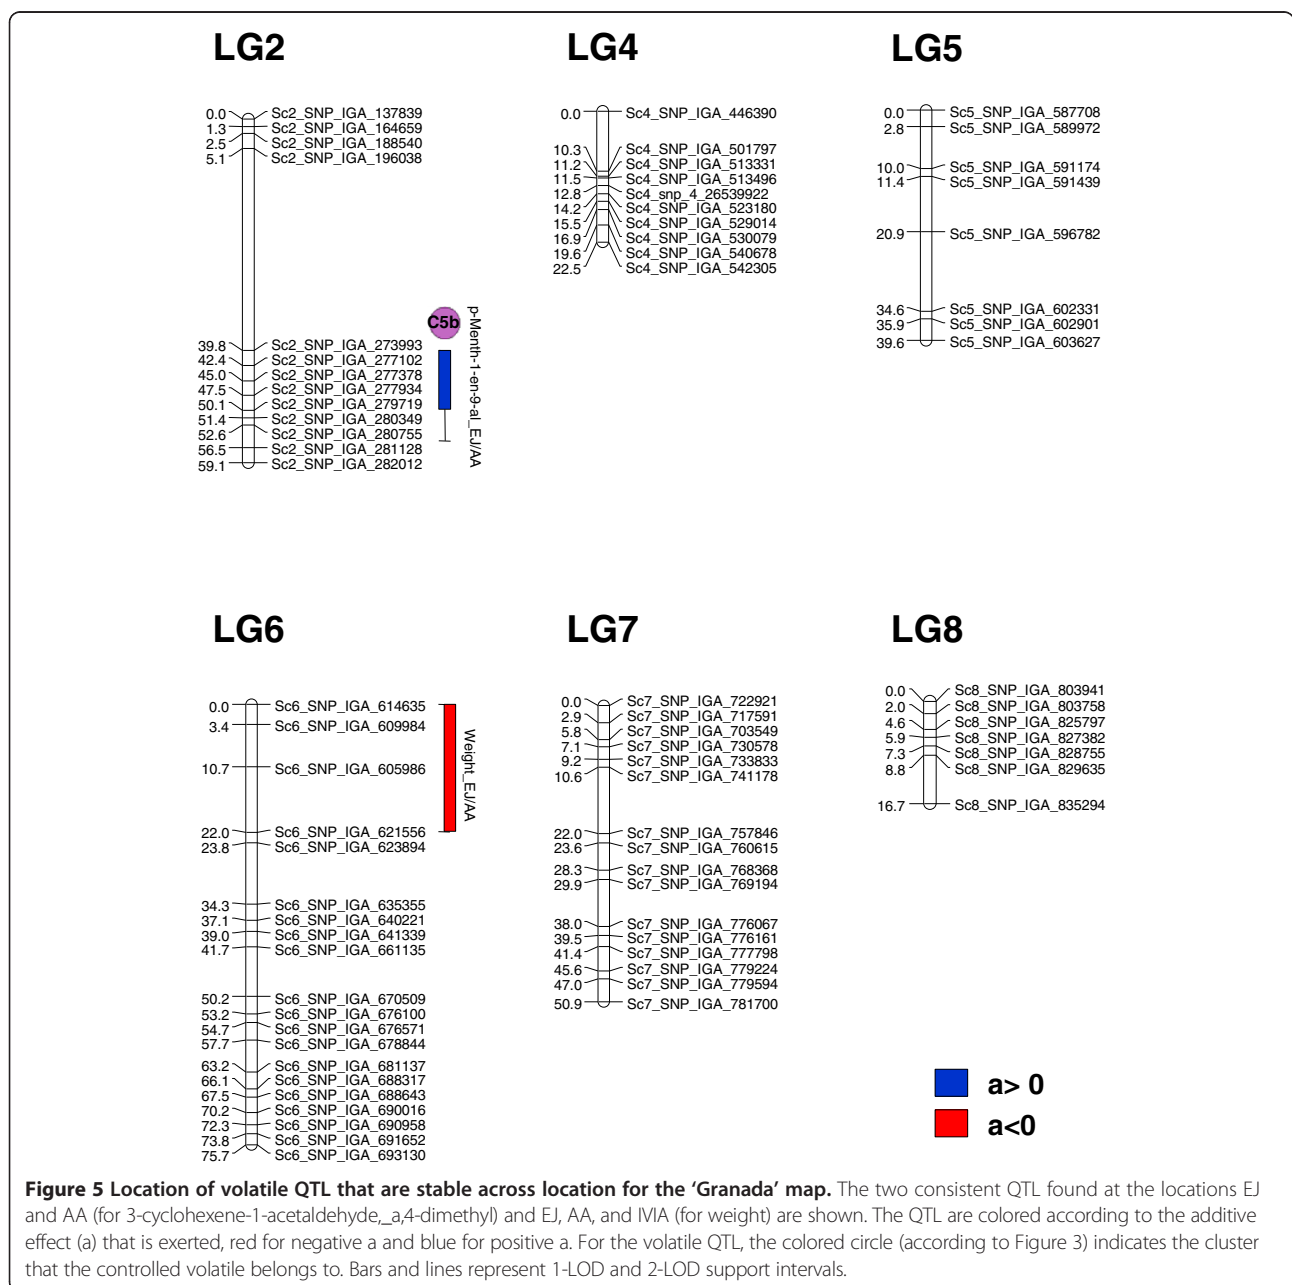 LG2
0.0 Sc2_SNP_IGA_137839
1.3 Sc2_SNP_IGA_164659
2.5 Sc2_SNP_IGA_188540
5.1 Sc2_SNP_IGA_196038
39.8 Sc2_SNP_IGA_273993
42.4 Sc2_SNP_IGA_277102
45.0 Sc2_SNP_IGA_277378
47.5 Sc2_SNP_IGA_277934
50.1 Sc2_SNP_IGA_279719
51.4 Sc2_SNP_IGA_280349
52.6 Sc2_SNP_IGA_280755
56.5 Sc2_SNP_IGA_281128
59.1 Sc2_SNP_IGA_282012
C5b
p-Menth-1-en-9-al_EJ/AA
LG4
0.0 Sc4_SNP_IGA_446390
10.3 Sc4_SNP_IGA_501797
11.2 Sc4_SNP_IGA_513331
11.5 Sc4_SNP_IGA_513496
12.8 Sc4_snp_4_26539922
14.2 Sc4_SNP_IGA_523180
15.5 Sc4_SNP_IGA_529014
16.9 Sc4_SNP_IGA_530079
19.6 Sc4_SNP_IGA_540678
22.5 Sc4_SNP_IGA_542305
LG5
0.0 Sc5_SNP_IGA_587708
2.8 Sc5_SNP_IGA_589972
10.0 Sc5_SNP_IGA_591174
11.4 Sc5_SNP_IGA_591439
20.9 Sc5_SNP_IGA_596782
34.6 Sc5_SNP_IGA_602331
35.9 Sc5_SNP_IGA_602901
39.6 Sc5_SNP_IGA_603627
LG6
0.0 Sc6_SNP_IGA_614635
3.4 Sc6_SNP_IGA_609984
10.7 Sc6_SNP_IGA_605986
22.0 Sc6_SNP_IGA_621556
23.8 Sc6_SNP_IGA_623894
34.3 Sc6_SNP_IGA_635355
37.1 Sc6_SNP_IGA_640221
39.0 Sc6_SNP_IGA_641339
41.7 Sc6_SNP_IGA_661135
50.2 Sc6_SNP_IGA_670509
53.2 Sc6_SNP_IGA_676100
54.7 Sc6_SNP_IGA_676571
57.7 Sc6_SNP_IGA_678844
63.2 Sc6_SNP_IGA_681137
66.1 Sc6_SNP_IGA_688317
67.5 Sc6_SNP_IGA_688643
70.2 Sc6_SNP_IGA_690016
72.3 Sc6_SNP_IGA_690958
73.8 Sc6_SNP_IGA_691652
75.7 Sc6_SNP_IGA_693130
Weight_EJ/AA
LG7
0.0 Sc7_SNP_IGA_722921
2.9 Sc7_SNP_IGA_717591
5.8 Sc7_SNP_IGA_703549
7.1 Sc7_SNP_IGA_730578
9.2 Sc7_SNP_IGA_733833
10.6 Sc7_SNP_IGA_741178
22.0 Sc7_SNP_IGA_757846
23.6 Sc7_SNP_IGA_760615
28.3 Sc7_SNP_IGA_768368
29.9 Sc7_SNP_IGA_769194
38.0 Sc7_SNP_IGA_776067
39.5 Sc7_SNP_IGA_776161
41.4 Sc7_SNP_IGA_777798
45.6 Sc7_SNP_IGA_779224
47.0 Sc7_SNP_IGA_779594
50.9 Sc7_SNP_IGA_781700
LG8
0.0 Sc8_SNP_IGA_803941
2.0 Sc8_SNP_IGA_803758
4.6 Sc8_SNP_IGA_825797
5.9 Sc8_SNP_IGA_827382
7.3 Sc8_SNP_IGA_828755
8.8 Sc8_SNP_IGA_829635
16.7 Sc8_SNP_IGA_835294
a> 0
a<0
Figure 5 Location of volatile QTL that are stable across location for the ‘Granada’ map. The two consistent QTL found at the locations EJ
and AA (for 3-cyclohexene-1-acetaldehyde,_a,4-dimethyl) and EJ, AA, and IVIA (for weight) are shown. The QTL are colored according to the additive
effect (a) that is exerted, red for negative a and blue for positive a. For the volatile QTL, the colored circle (according to Figure 3) indicates the cluster
that the controlled volatile belongs to. Bars and lines represent 1-LOD and 2-LOD support intervals.